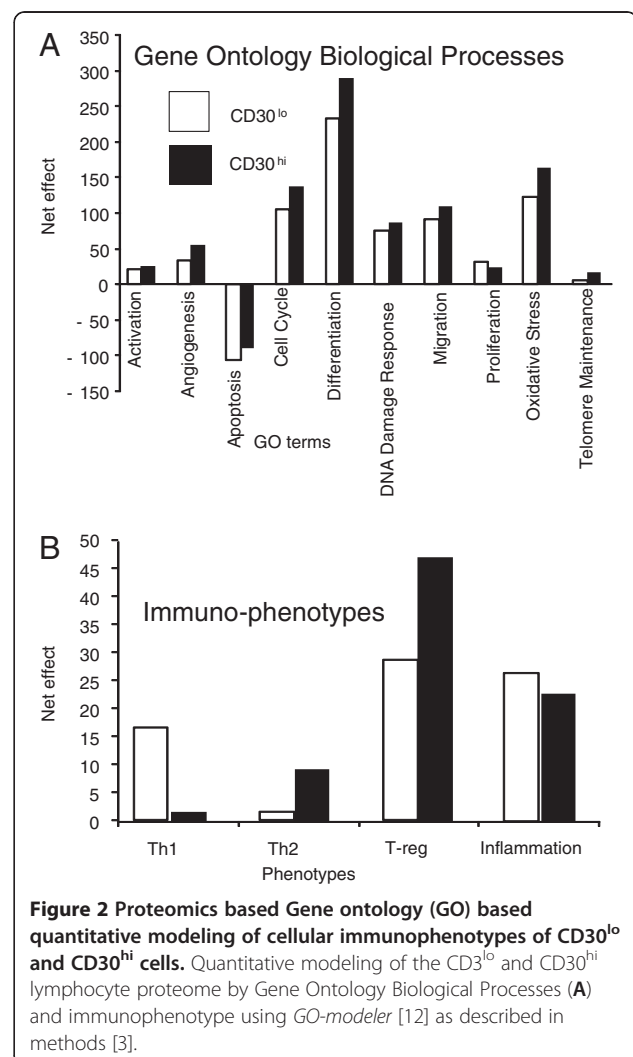 A
Gene Ontology Biological Processes
350
300
250
200
150
100
50
0
- 50
- 100
- 150
Net effect
CD30lo
CD30hi
Activation
Angiogenesis
Apoptosis
Cell Cycle
Differentiation
DNA Damage Response
Migration
Proliferation
Oxidative Stress
Telomere Maintenance
GO terms
B
Immuno-phenotypes
50
45
40
35
30
25
20
15
10
5
0
Net effect
Th1 Th2 T-reg Inflammation
Phenotypes
Figure 2 Proteomics based Gene ontology (GO) based
quantitative modeling of cellular immunophenotypes of CD30lo
and CD30hi cells. Quantitative modeling of the CD3lo and CD30hi
lymphocyte proteome by Gene Ontology Biological Processes (A)
and immunophenotype using GO-modeler [12] as described in
methods [3].